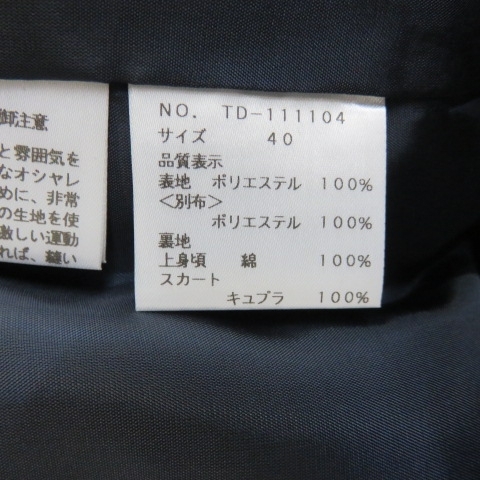 御注意
と雰囲気を
なオシャレ
めに、非常
の生地を使
激しい運動
れば、縫い
NO. TD-111104
サイズ 40
品質表示
表地 ポリエステル 100%
<別布>
ポリエステル 100%
裏地
上身頃 綿 100%
スカート
キュプラ 100%